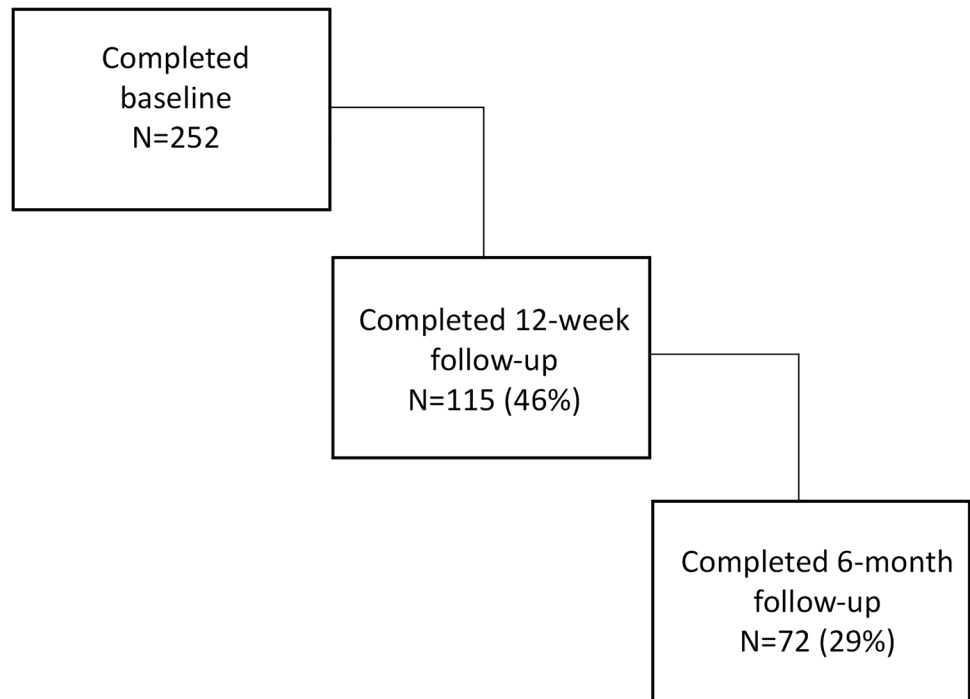 Completed
baseline
N=252
Completed 12-week
follow-up
N=115 (46%)
Completed 6-month
follow-up
N=72 (29%)